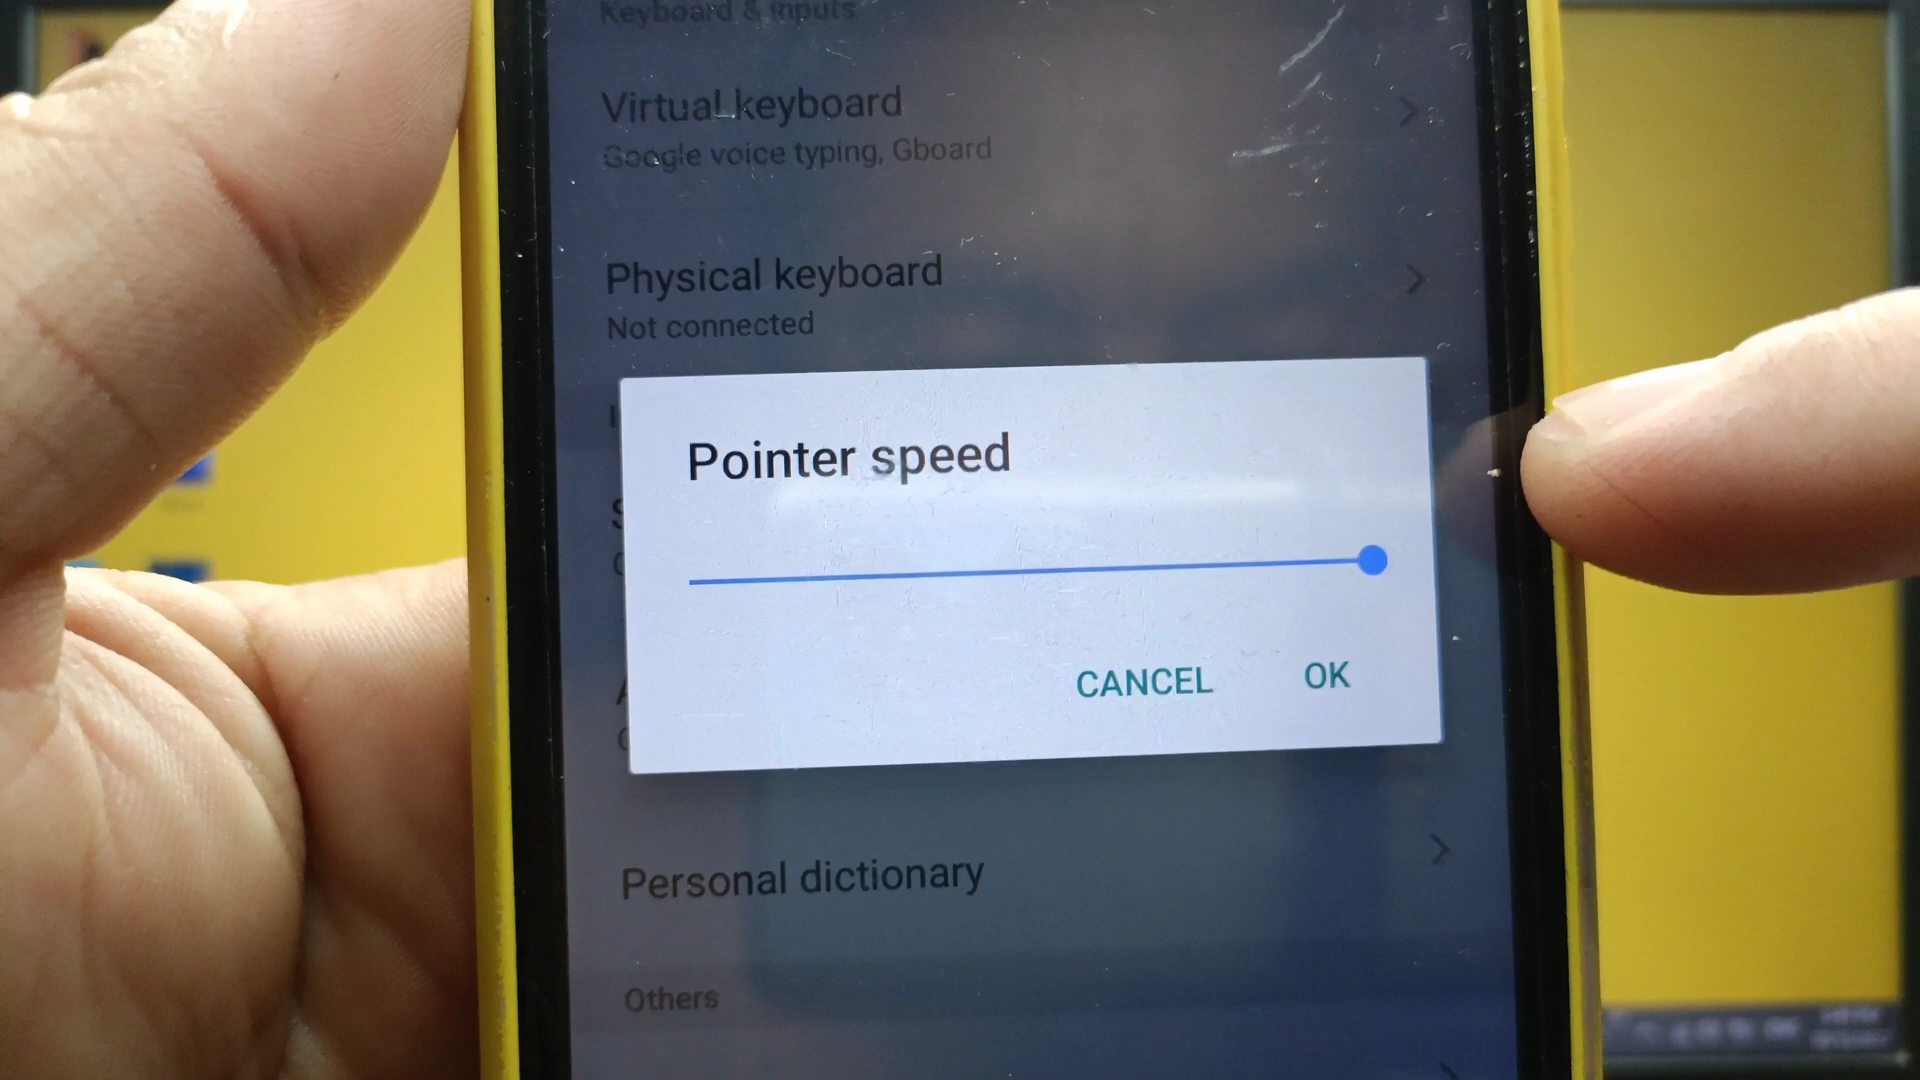 Keyboard & inputs
Virtual keyboard
Google voice typing, Gboard
Physical keyboard
Not connected
Pointer speed
CANCEL
OK
Personal dictionary
Others